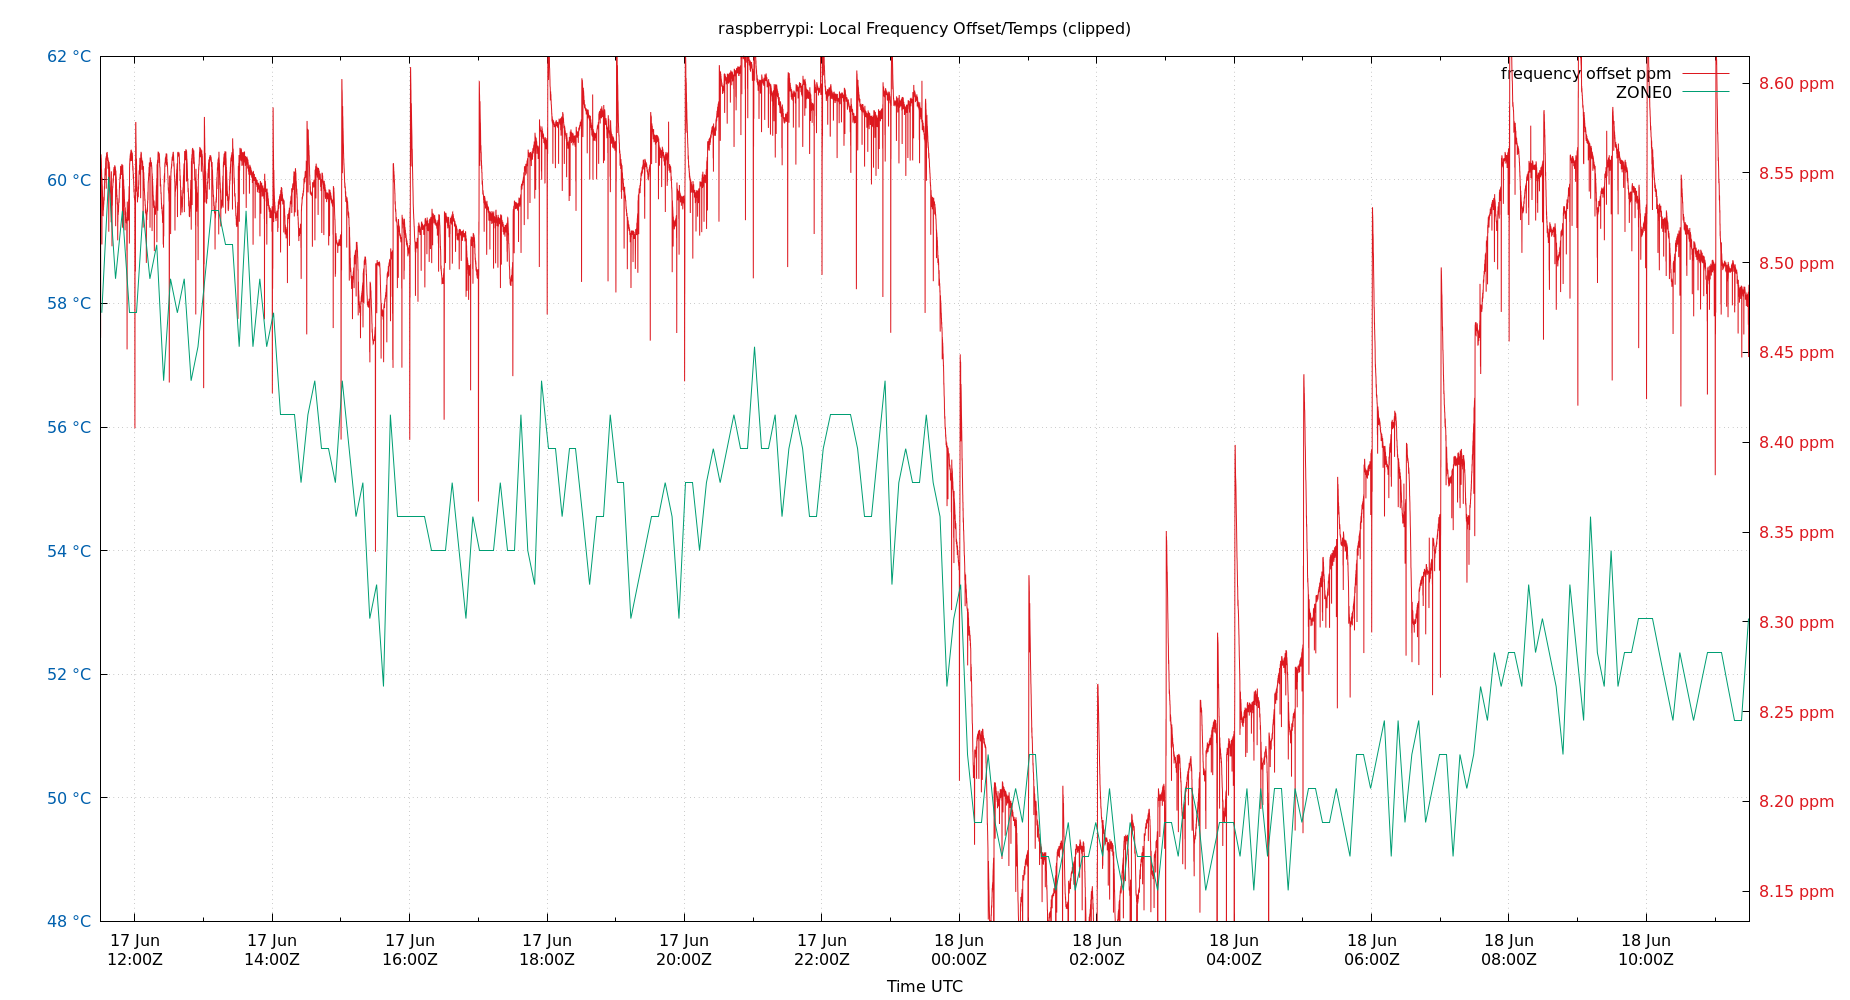 raspberrypi: Local Frequency Offset/Temps (clipped)
62 °C
60 °C
58 °C
56 °C
54 °C
52 °C
50 °C
48 °C
frequency offset ppm
ZONE0
8.60 ppm
8.55 ppm
8.50 ppm
8.45 ppm
8.40 ppm
8.35 ppm
8.30 ppm
8.25 ppm
8.20 ppm
8.15 ppm
17 Jun 17 Jun 17 Jun 17 Jun 17 Jun 17 Jun 18 Jun 18 Jun 18 Jun 18 Jun 18 Jun 18 Jun
12:00Z 14:00Z 16:00Z 18:00Z 20:00Z 22:00Z 00:00Z 02:00Z 04:00Z 06:00Z 08:00Z 10:00Z
Time UTC